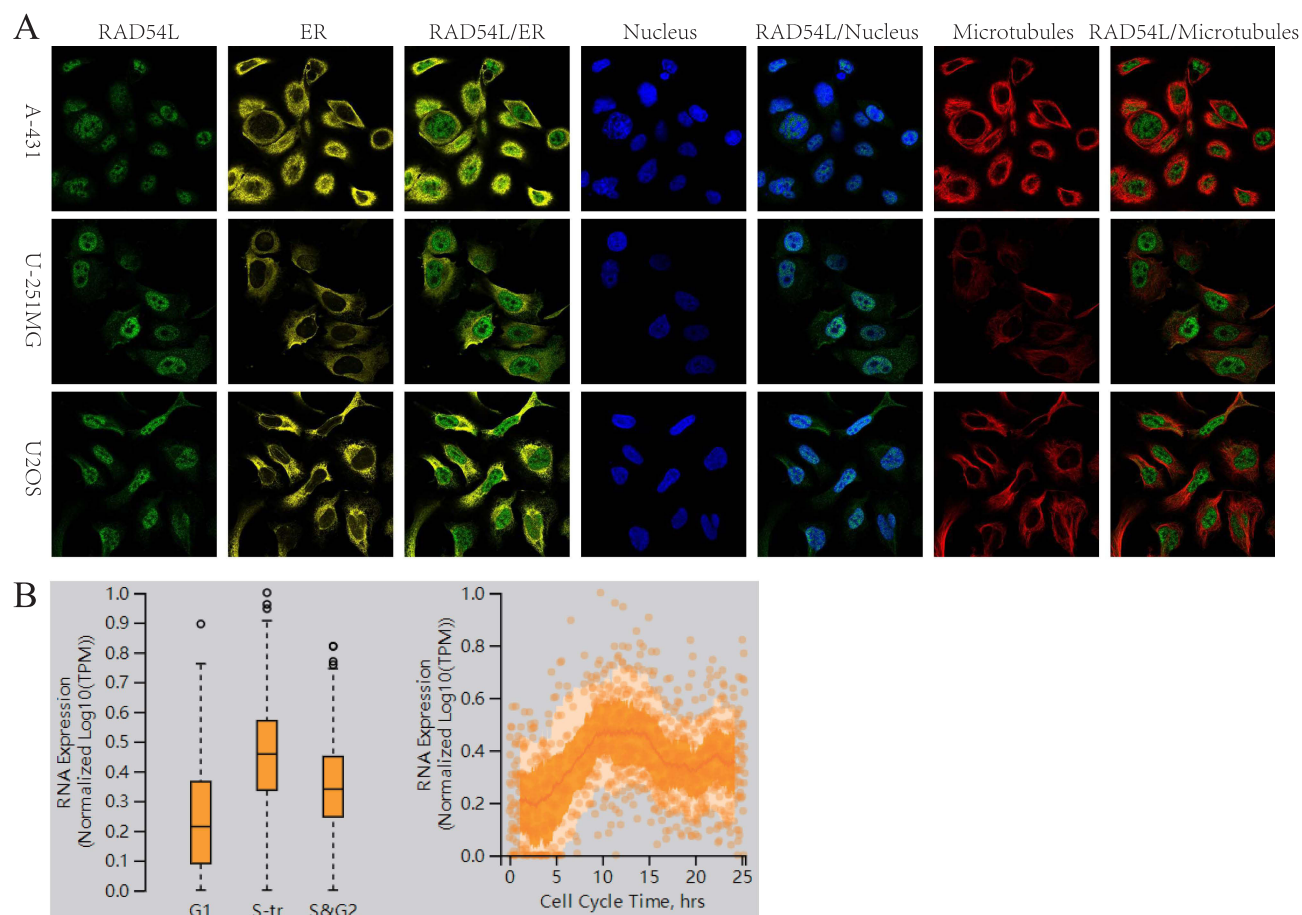 A
RAD54L ER RAD54L/ER Nucleus RAD54L/Nucleus Microtubules RAD54L/Microtubules
A-431
U-251MG
U2OS
B
RNA Expression
(Normalized Log10(TPM))
1.0
0.9
0.8
0.7
0.6
0.5
0.4
0.3
0.2
0.1
0.0
G1 S-tr S&G2
RNA Expression
(Normalized Log10(TPM))
1.0
0.8
0.6
0.4
0.2
0.0
0 5 10 15 20 25
Cell Cycle Time, hrs